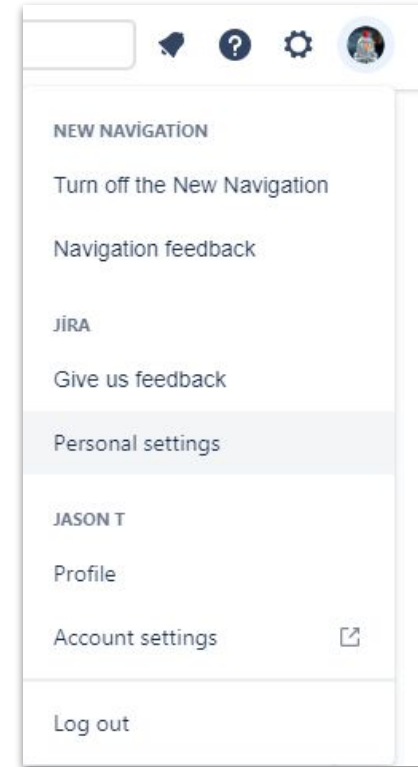 NEW NAVİGATİON
Turn off the New Navigation
Navigation feedback
JİRA
Give us feedback
Personal settings
JASON T
Profile
Account settings
Log out